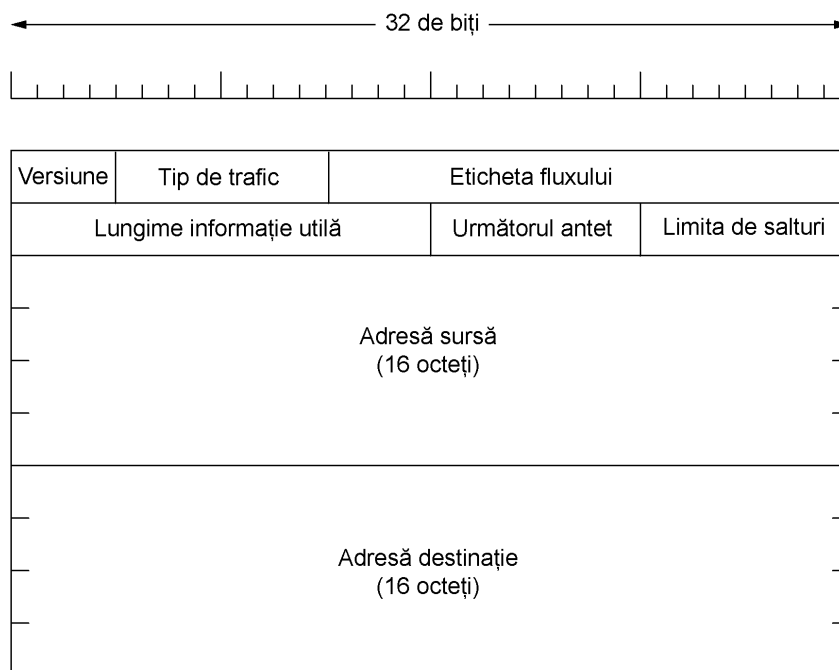 32 de biți
Versiune Tip de trafic Eticheta fluxului
Lungime informație utilă Următorul antet Limita de salturi
Adresă sursă
(16 octeți)
Adresă destinație
(16 octeți)